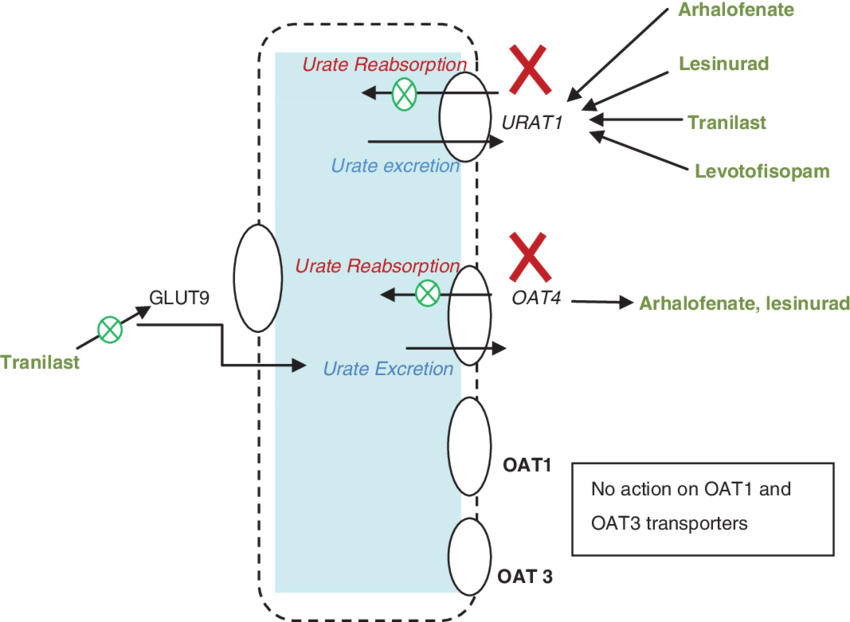 Arhalofenate
Urate Reabsorption
Lesinurad
URAT1
Tranilast
Urate excretion
Levotofisopam
Urate Reabsorption
GLUT9
OAT4
Arhalofenate, lesinurad
Tranilast
Urate Excretion
OAT1
No action on OAT1 and
OAT3 transporters
OAT 3